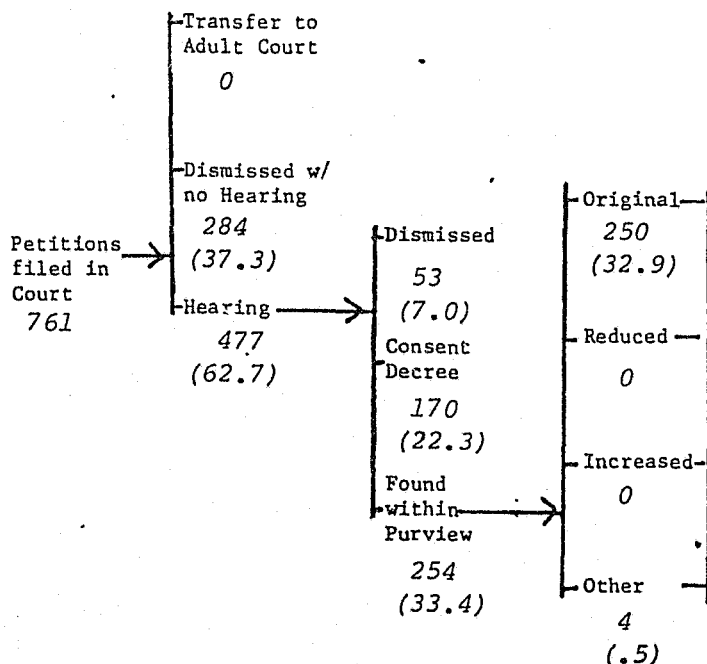 Petitions
filed in
Court
761
Transfer to
Adult Court
0
Dismissed w/
no Hearing
284
(37.3)
Hearing
477
(62.7)
Dismissed
53
(7.0)
Consent
Decree
170
(22.3)
Found
within
Purview
254
(33.4)
Original
250
(32.9)
Reduced
0
Increased
0
Other
4
(.5)